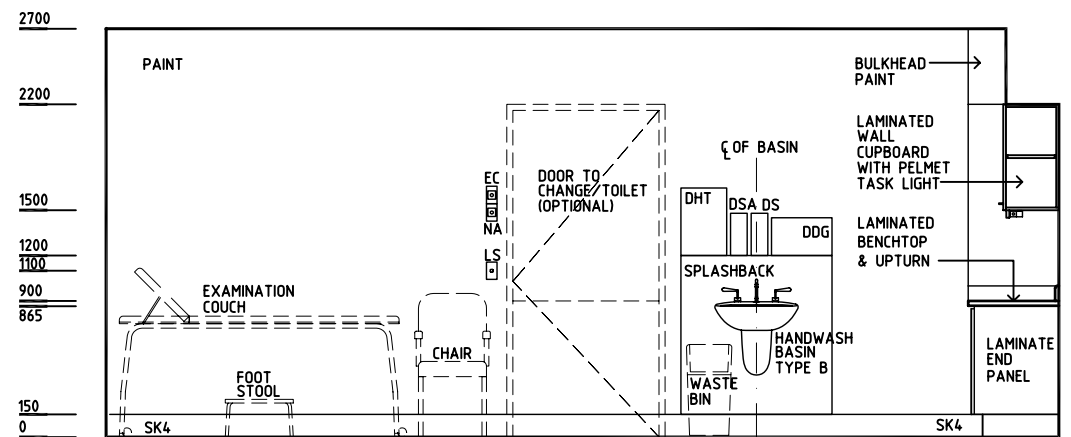 2700
PAINT
BULKHEAD
PAINT
2200
LAMINATED
WALL
CUPBOARD
WITH PELMET
TASK LIGHT
℄ OF BASIN
EC
DOOR TO
CHANGE/TOILET
(OPTIONAL)
NA
1500
DHT
DSA DS
DDG
LAMINATED
BENCHTOP
& UPTURN
1200
LS
1100
SPLASHBACK
900
865
EXAMINATION
COUCH
CHAIR
HANDWASH
BASIN
TYPE B
LAMINATE
END
PANEL
FOOT
STOOL
WASTE
BIN
150
0
SK4
SK4